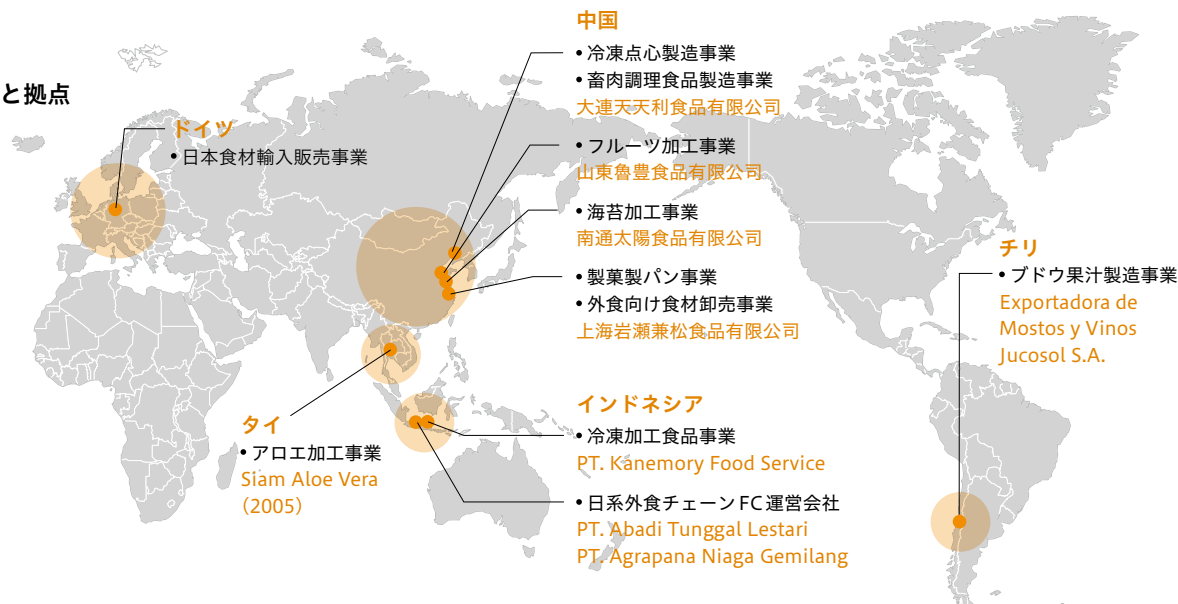 と拠点
ドイツ
• 日本食材輸入販売事業
中国
• 冷凍点心製造事業
• 畜肉調理食品製造事業
大連天天利食品有限公司
• フルーツ加工事業
山東魯豊食品有限公司
• 海苔加工事業
南通太陽食品有限公司
• 製菓製パン事業
• 外食向け食材卸売事業
上海岩瀬兼松食品有限公司
タイ
• アロエ加工事業
Siam Aloe Vera
（2005）
インドネシア
• 冷凍加工食品事業
PT. Kanemory Food Service
• 日系外食チェーンFC運営会社
PT. Abadi Tunggal Lestari
PT. Agrapana Niaga Gemilang
チリ
• ブドウ果汁製造事業
Exportadora de
Mostos y Vinos
Jucosol S.A.